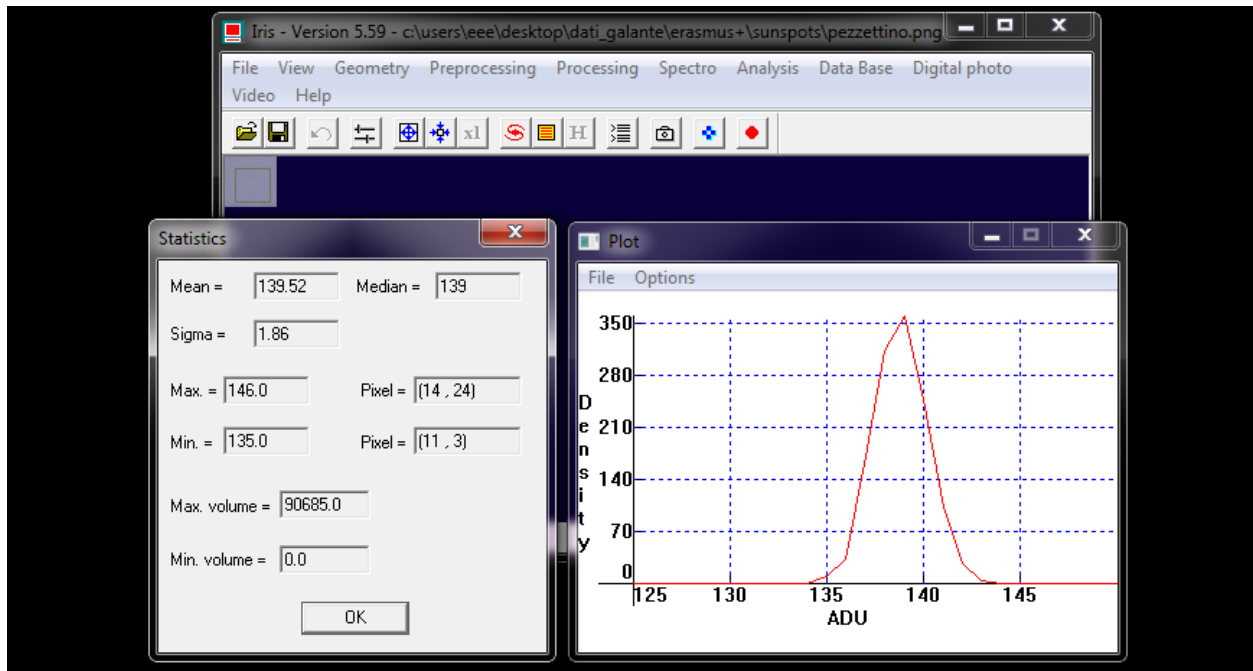 Iris - Version 5.59 - c:\users\eee\desktop\dati_galante\erasmus+\sunspots\pezzettino.png
File View Geometry Preprocessing Processing Spectro Analysis Data Base Digital photo
Video Help
x1 H
Statistics
Mean = 139.52 Median = 139
Sigma = 1.86
Max. = 146.0 Pixel = (14 , 24)
Min. = 135.0 Pixel = (11 , 3)
Max. volume = 90685.0
Min. volume = 0.0
OK
Plot
File Options
350
280
210
140
70
0
Density
125 130 135 140 145
ADU